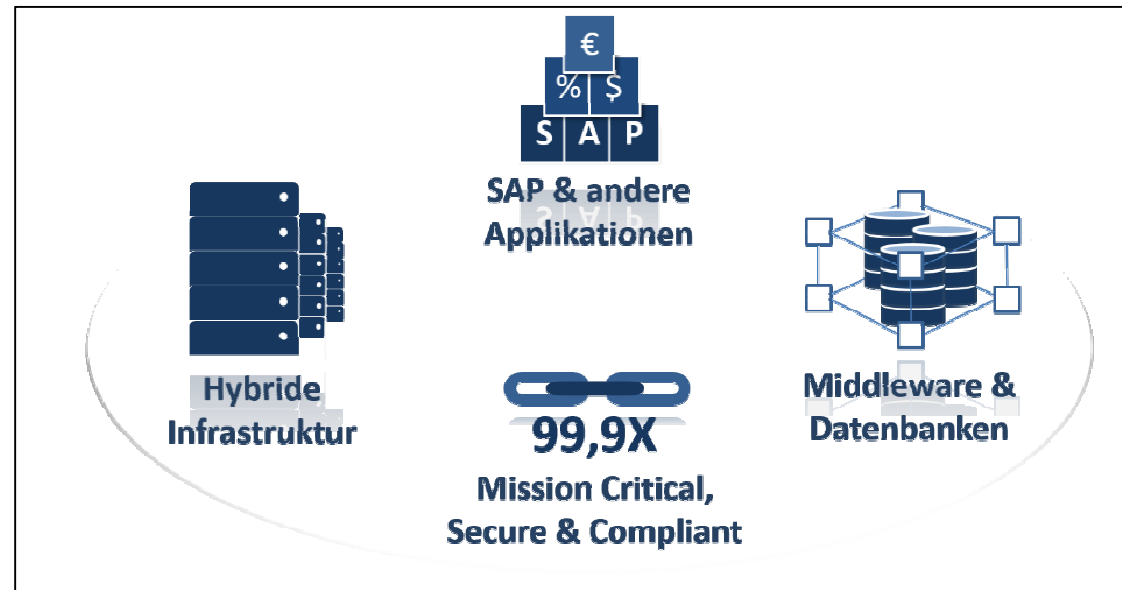 €
% $
S A P
SAP & andere
Applikationen
Hybride
Infrastruktur
99,9X
Mission Critical,
Secure & Compliant
Middleware &
Datenbanken